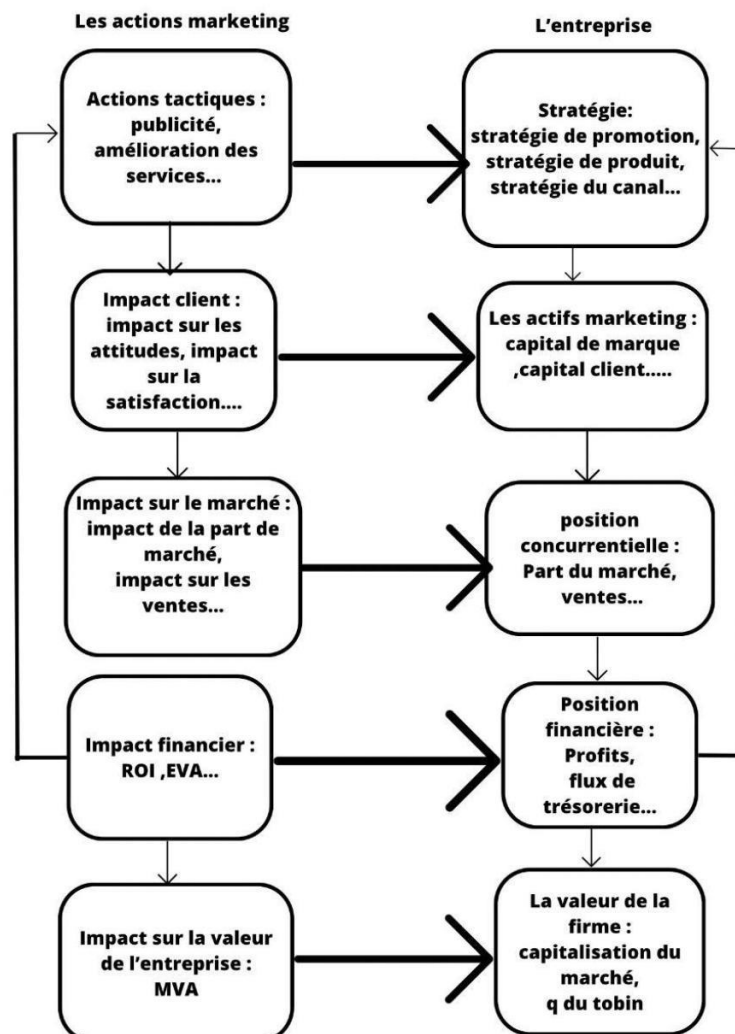 Les actions marketing
L'entreprise
Actions tactiques :
publicité,
amélioration des
services...
Stratégie:
stratégie de promotion,
stratégie de produit,
stratégie du canal...
Impact client :
impact sur les
attitudes, impact
sur la
satisfaction....
Les actifs marketing :
capital de marque
,capital client.....
Impact sur le marché :
impact de la part de
marché,
impact sur les
ventes...
position
concurrentielle :
Part du marché,
ventes...
Impact financier :
ROI ,EVA...
Position
financière :
Profits,
flux de
trésorerie...
Impact sur la valeur
de l'entreprise :
MVA
La valeur de la
firme :
capitalisation du
marché,
q du tobin